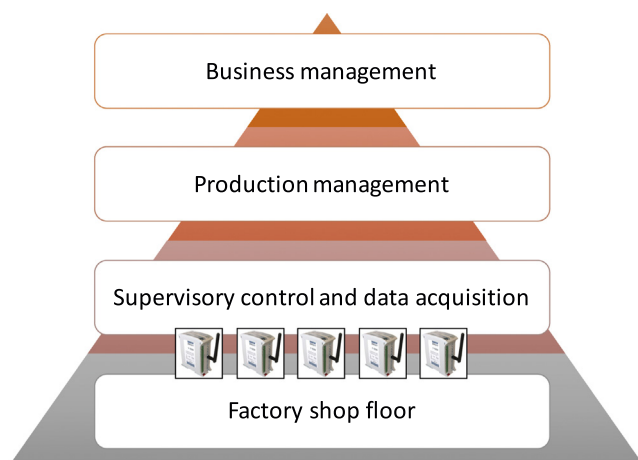 Business management
Production management
Supervisory control and data acquisition
Factory shop floor